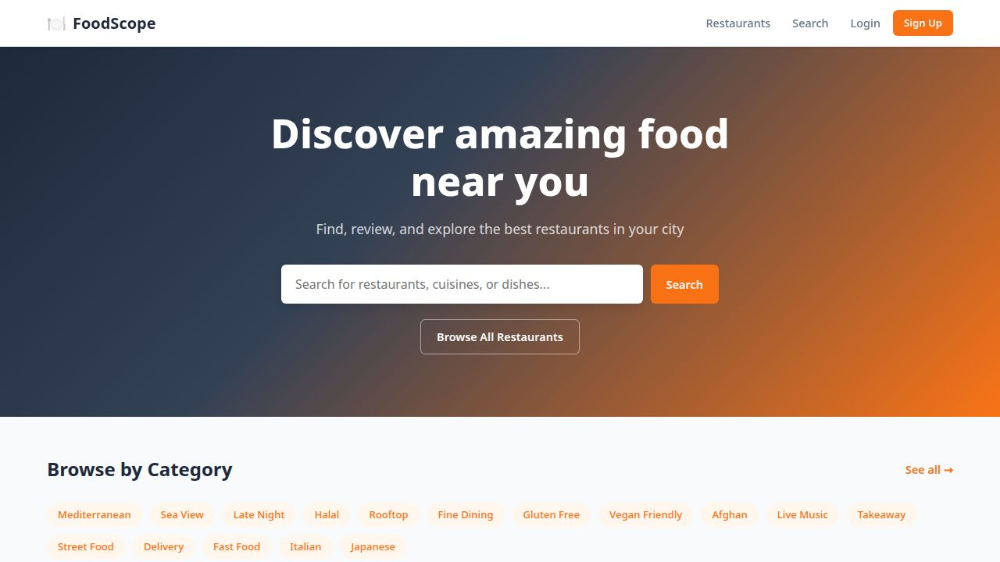 FoodScope
Restaurants Search Login Sign Up
Discover amazing food
near you
Find, review, and explore the best restaurants in your city
Search for restaurants, cuisines, or dishes... Search
Browse All Restaurants
Browse by Category
See all →
Mediterranean Sea View Late Night Halal Rooftop Fine Dining Gluten Free Vegan Friendly Afghan Live Music Takeaway
Street Food Delivery Fast Food Italian Japanese